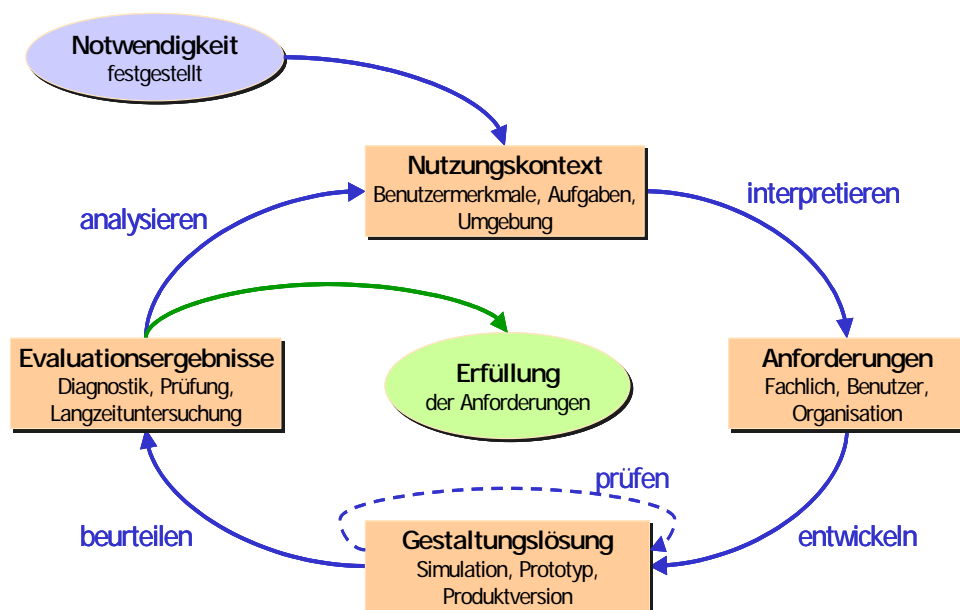 Notwendigkeit
festgestellt
Nutzungskontext
Benutzermerkmale, Aufgaben,
Umgebung
analysieren
interpretieren
Evaluationsergebnisse
Diagnostik, Prüfung,
Langzeituntersuchung
Erfüllung
der Anforderungen
Anforderungen
Fachlich, Benutzer,
Organisation
prüfen
beurteilen
Gestaltungslösung
Simulation, Prototyp,
Produktversion
entwickeln